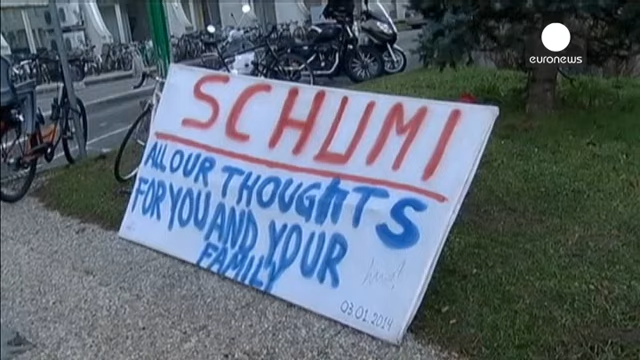 euronews.
SCHUMI
ALL OUR THOUGHTS
FOR YOU AND YOUR
FAMILY
03.01.2014